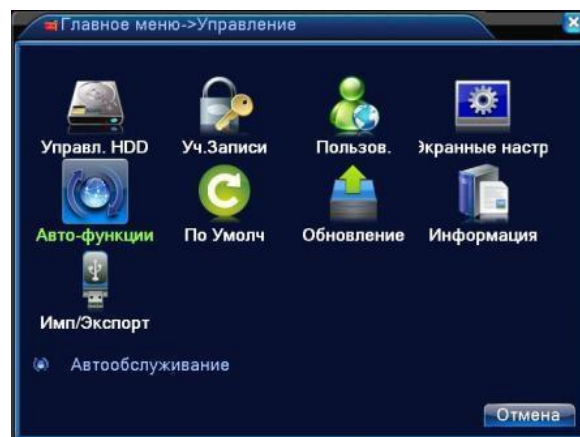 Главное меню->Управление
Управл. HDD Уч.Записи Пользов. Экранные настр
Авто-функции По Умолч Обновление Информация
Имп/Экспорт
Автообслуживание
Отмена